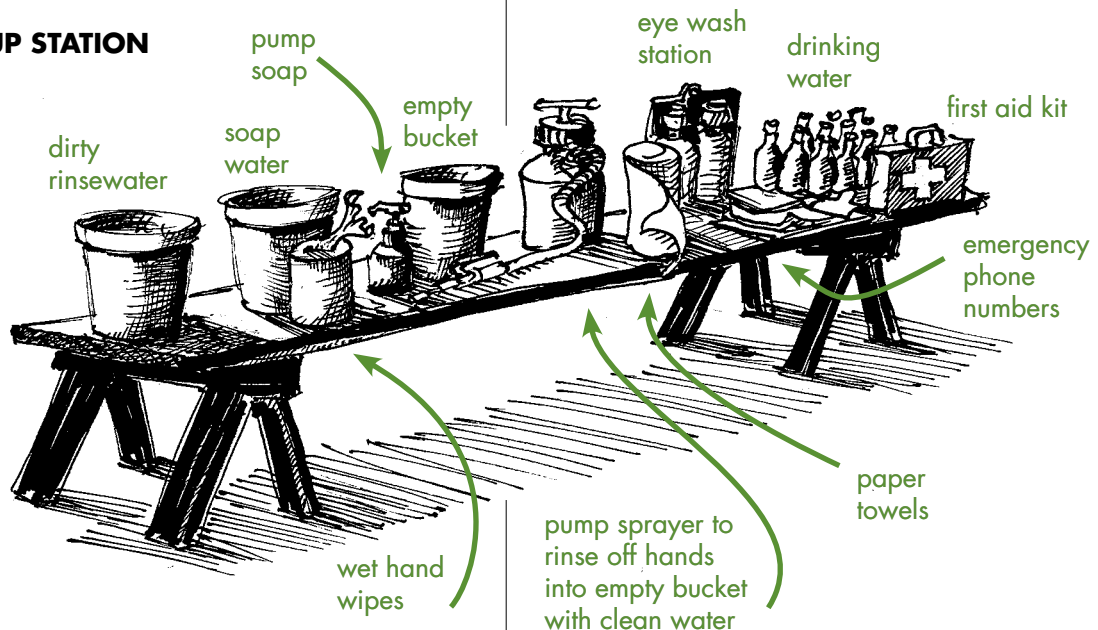 UP STATION
pump
soap
eye wash
station
drinking
water
empty
bucket
first aid kit
soap
water
dirty
rinsewater
emergency
phone
numbers
paper
towels
pump sprayer to
rinse off hands
into empty bucket
with clean water
wet hand
wipes